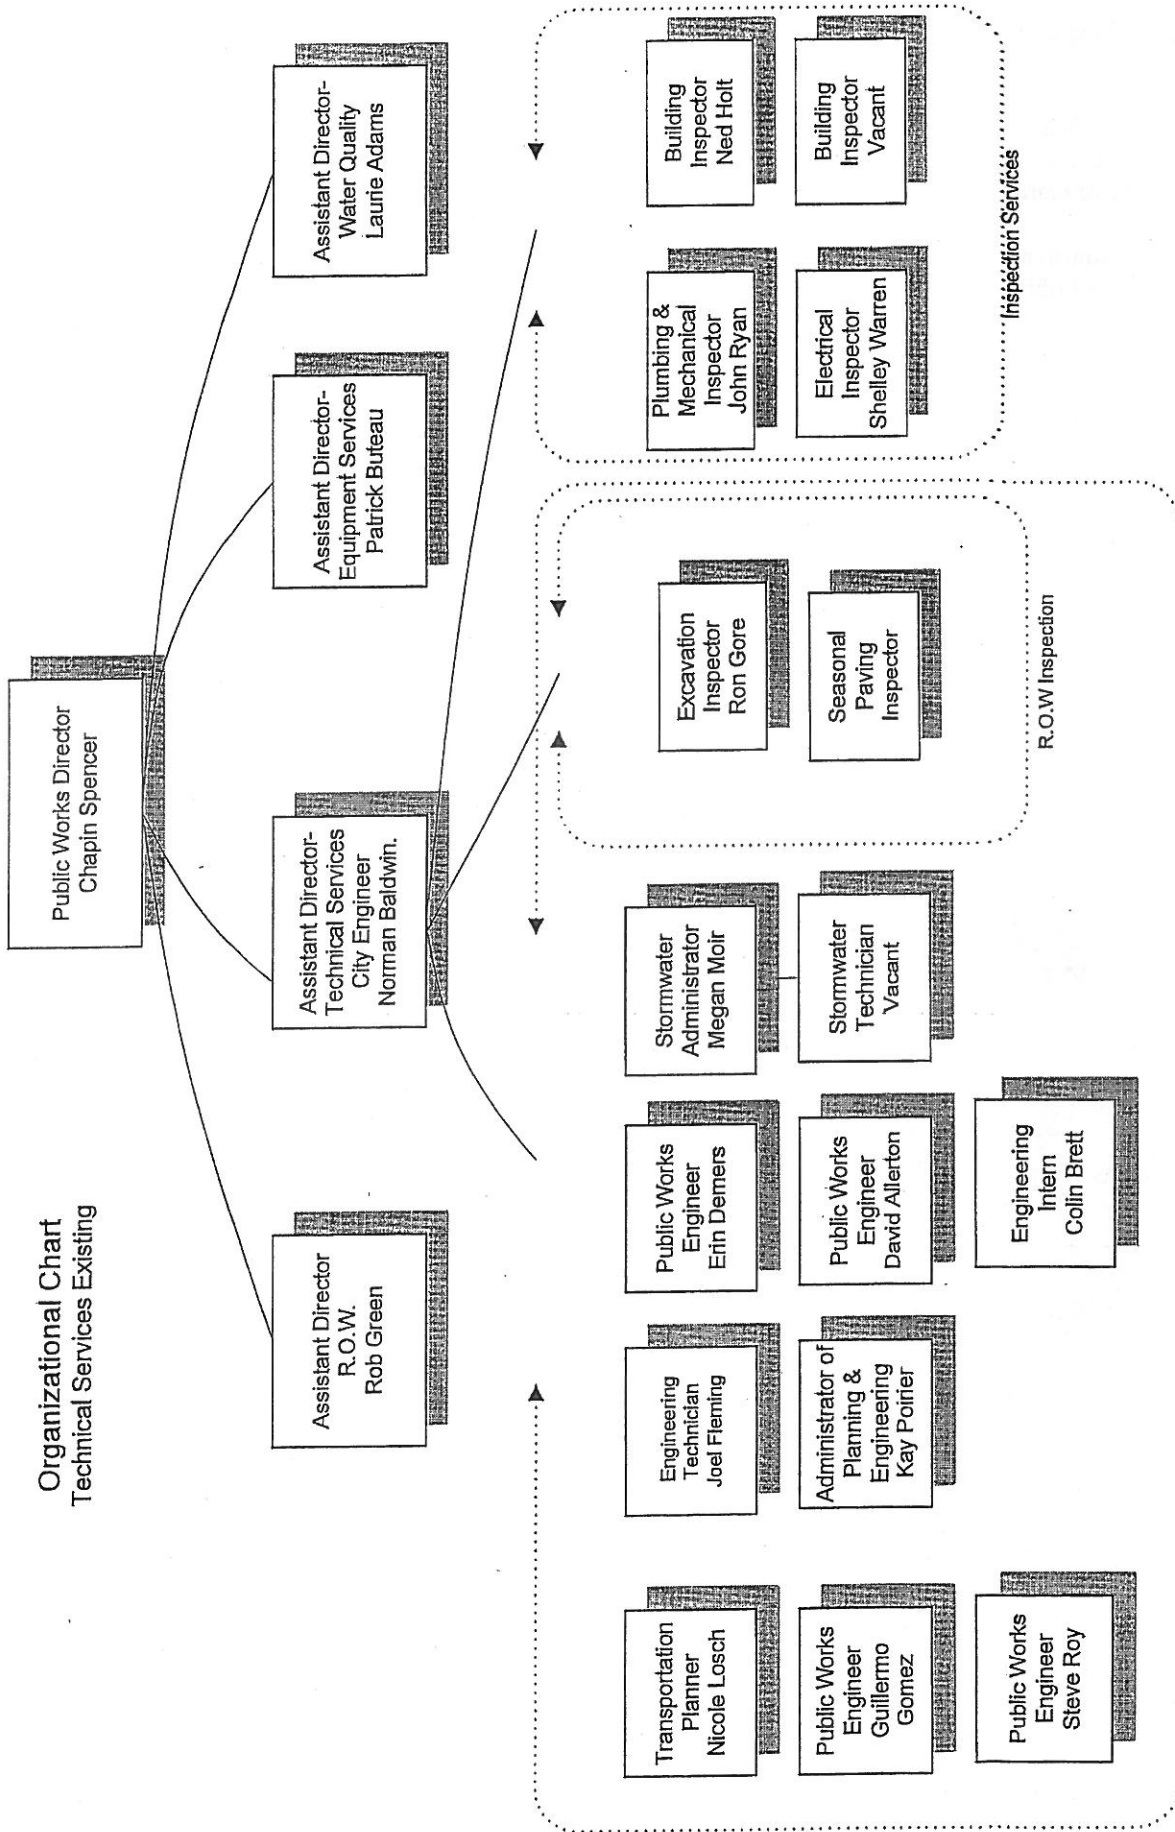 Organizational Chart
Technical Services Existing
Public Works Director
Chapin Spencer
Assistant Director
R.O.W.
Rob Green
Assistant Director-
Technical Services
City Engineer
Norman Baldwin.
Assistant Director-
Equipment Services
Patrick Buteau
Assistant Director-
Water Quality
Laurie Adams
Transportation
Planner
Nicole Losch
Public Works
Engineer
Guillermo
Gomez
Public Works
Engineer
Steve Roy
Engineering
Technician
Joel Fleming
Administrator of
Planning &
Engineering
Kay Poirier
Public Works
Engineer
Erin Demers
Public Works
Engineer
David Allerton
Engineering
Intern
Colin Brett
Stormwater
Administrator
Megan Moir
Stormwater
Technician
Vacant
Excavation
Inspector
Ron Gore
Seasonal
Paving
Inspector
R.O.W Inspection
Plumbing &
Mechanical
Inspector
John Ryan
Electrical
Inspector
Shelley Warren
Building
Inspector
Ned Holt
Building
Inspector
Vacant
Inspection Services